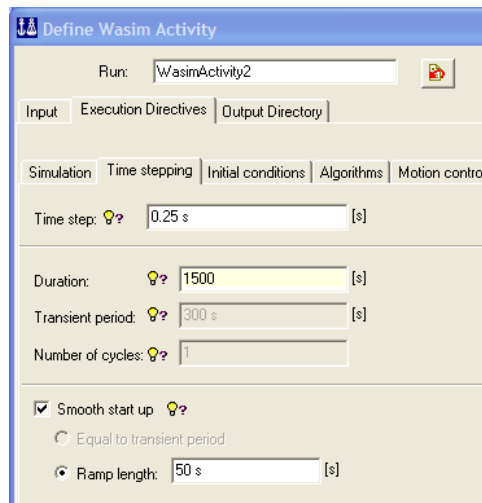 Define Wasim Activity
Run: WasimActivity2
Input Execution Directives Output Directory
Simulation Time stepping Initial conditions Algorithms Motion contro
Time step: ? 0.25 s [s]
Duration: ? 1500 [s]
Transient period: ? 300 s [s]
Number of cycles: ? 1
Smooth start up ?
Equal to transient period
Ramp length: 50 s [s]